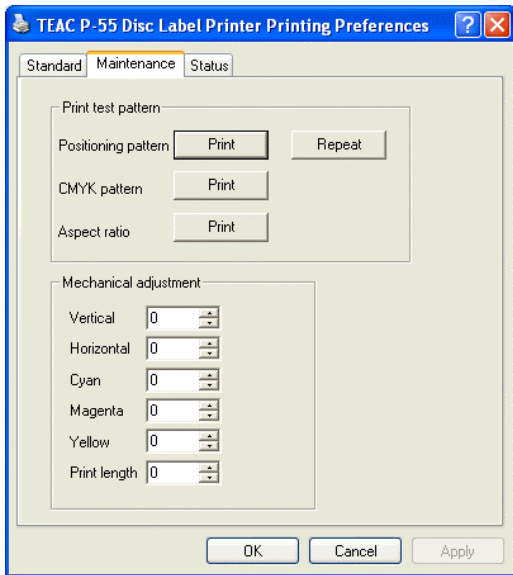 TEAC P-55 Disc Label Printer Printing Preferences
Standard Maintenance Status
Print test pattern
Positioning pattern Print Repeat
CMYK pattern Print
Aspect ratio Print
Mechanical adjustment
Vertical 0
Horizontal 0
Cyan 0
Magenta 0
Yellow 0
Print length 0
OK Cancel Apply